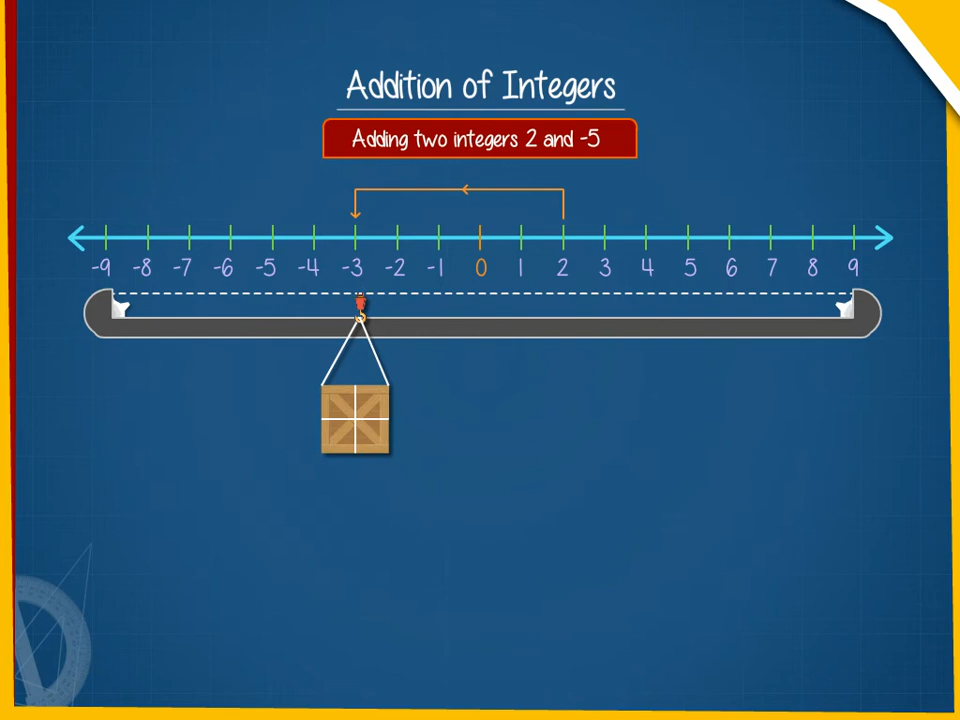 Addition of Integers
Adding two integers 2 and -5
-9 -8 -7 -6 -5 -4 -3 -2 -1 0 1 2 3 4 5 6 7 8 9